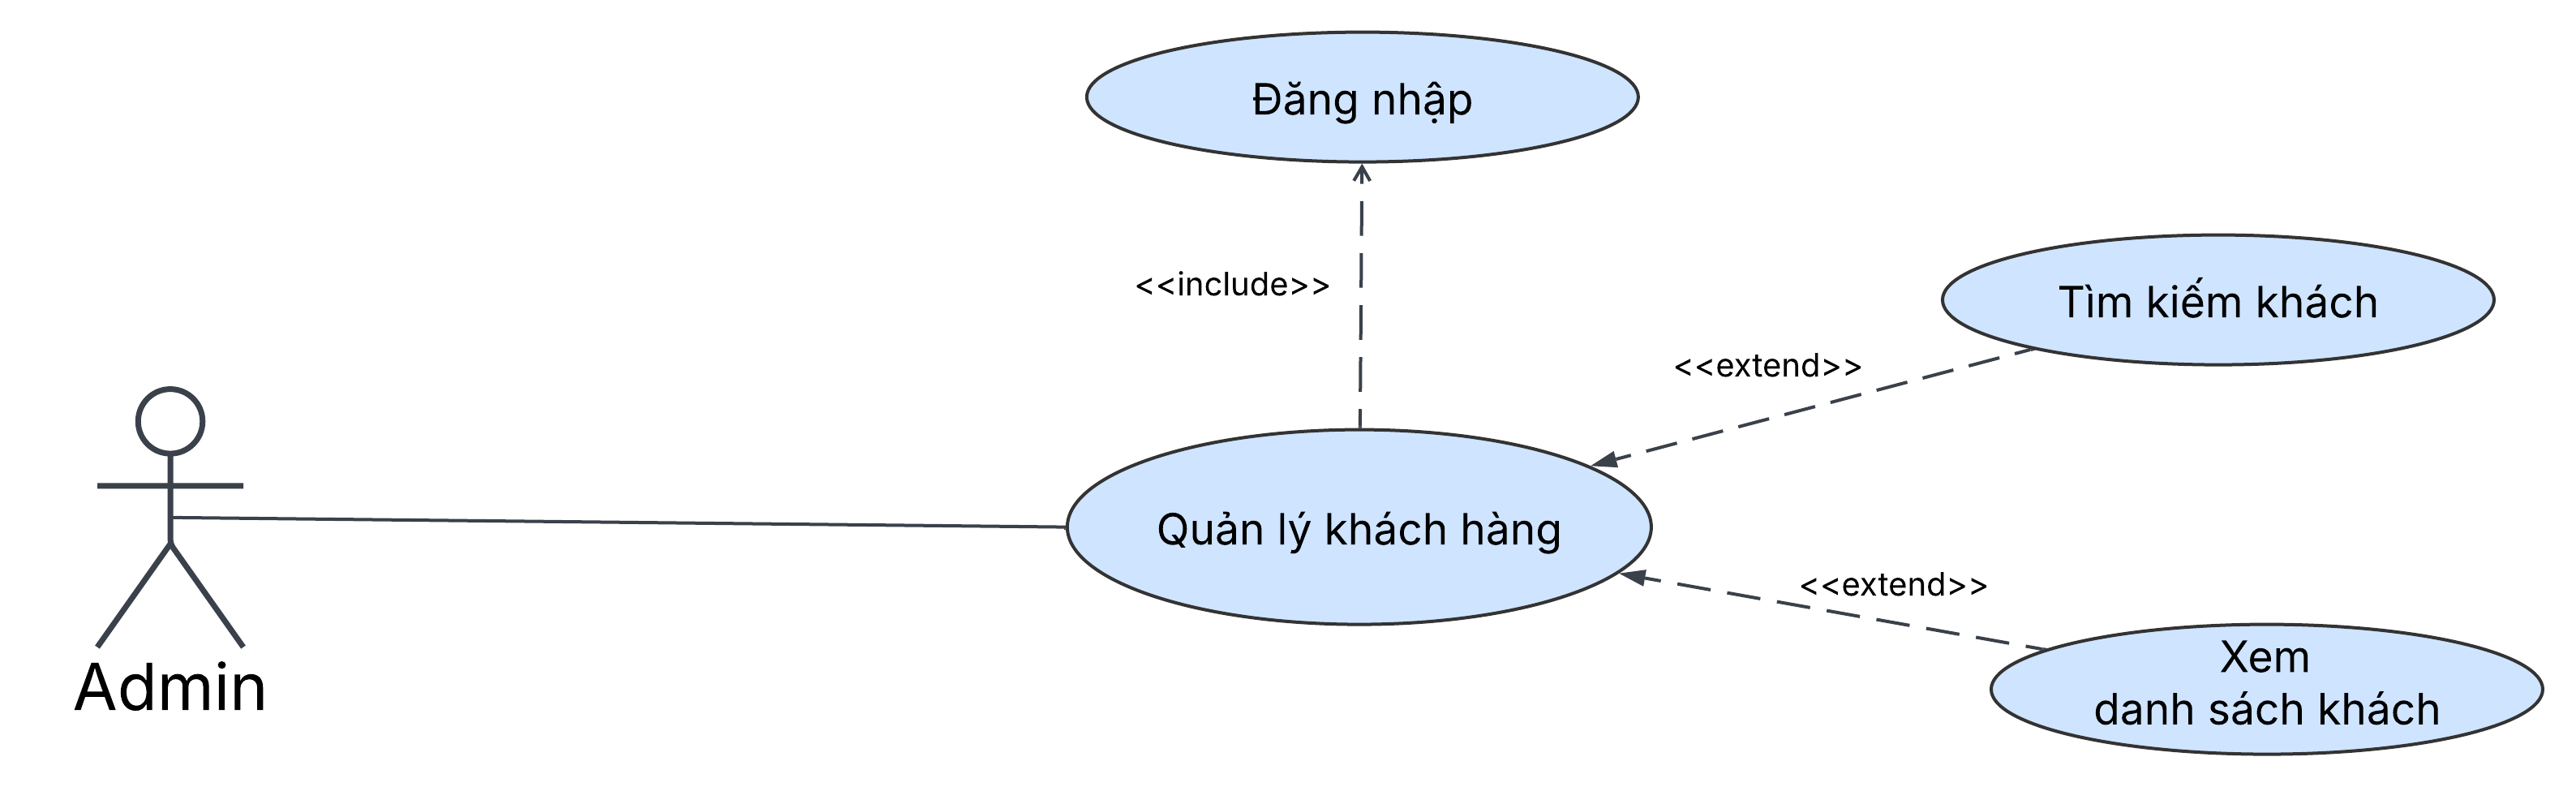 Đăng nhập
<<include>>
Tìm kiếm khách
<<extend>>
Quản lý khách hàng
<<extend>>
Xem
danh sách khách
Admin